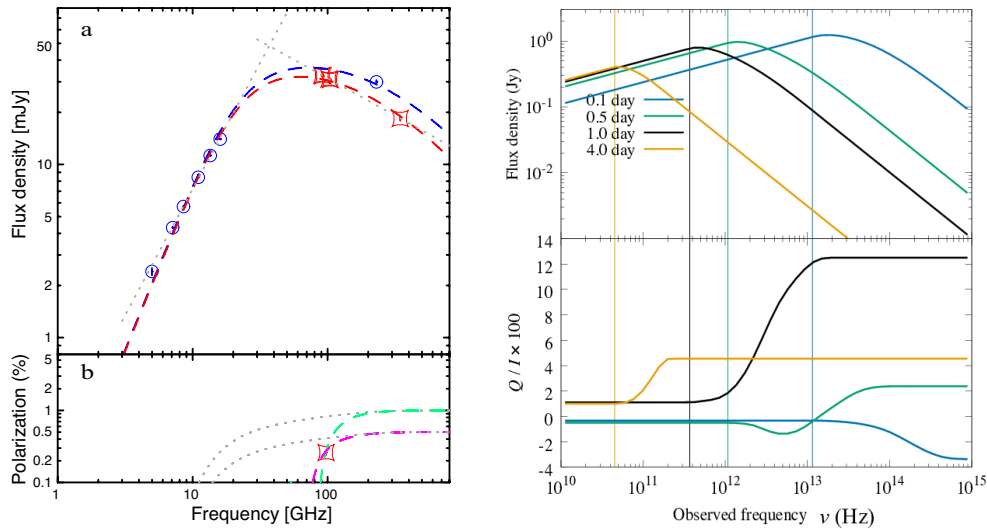 a
50
10
5
1
Flux density [mJy]
b
5
2
1
0.5
0.2
0.1
Polarization (%)
1
10
100
Frequency [GHz]
10^0
10^-1
10^-2
Flux density (Jy)
0.1 day
0.5 day
1.0 day
4.0 day
14
12
10
8
6
4
2
0
-2
-4
Q / I × 100
10^10
10^11
10^12
10^13
10^14
10^15
Observed frequency ν (Hz)